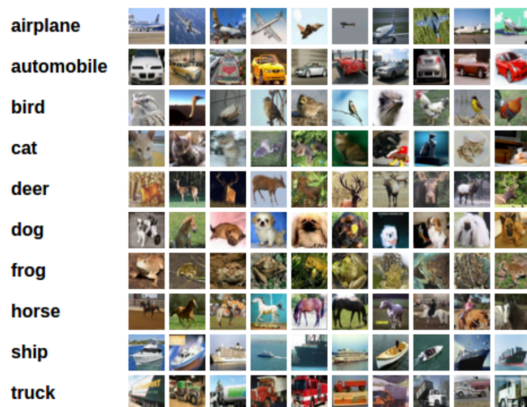 airplane
automobile
bird
cat
deer
dog
frog
horse
ship
truck